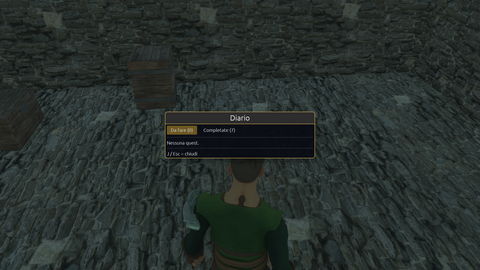 Diario
Da fare (0) Completate (7)
Nessuna quest.
J / Esc – chiudi